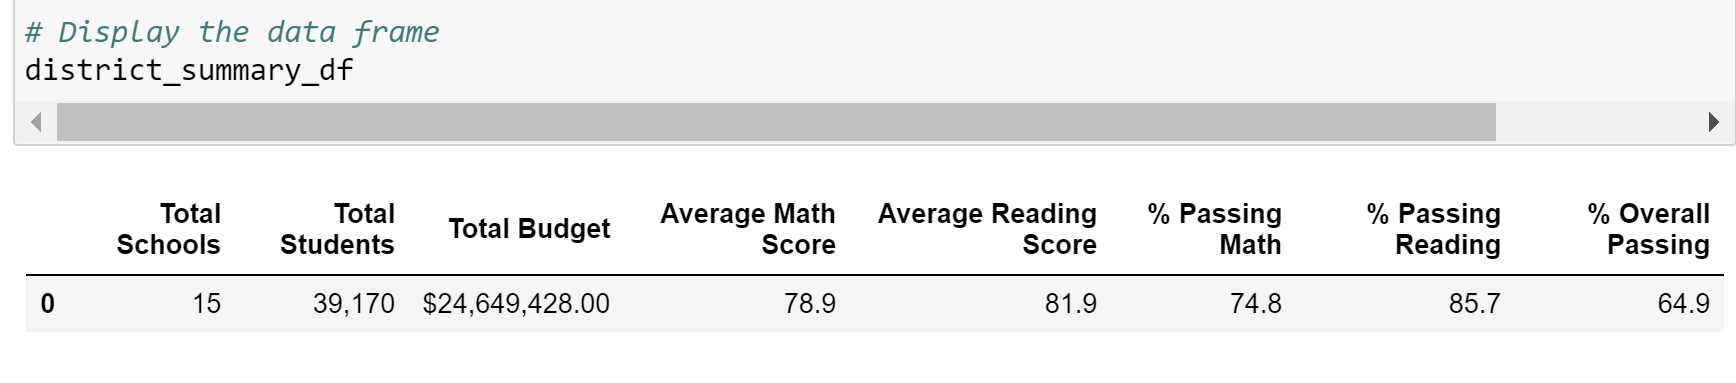 # Display the data frame
district_summary_df
Total Schools Total Students Total Budget Average Math Score Average Reading Score % Passing Math % Passing Reading % Overall Passing
0 15 39,170 $24,649,428.00 78.9 81.9 74.8 85.7 64.9